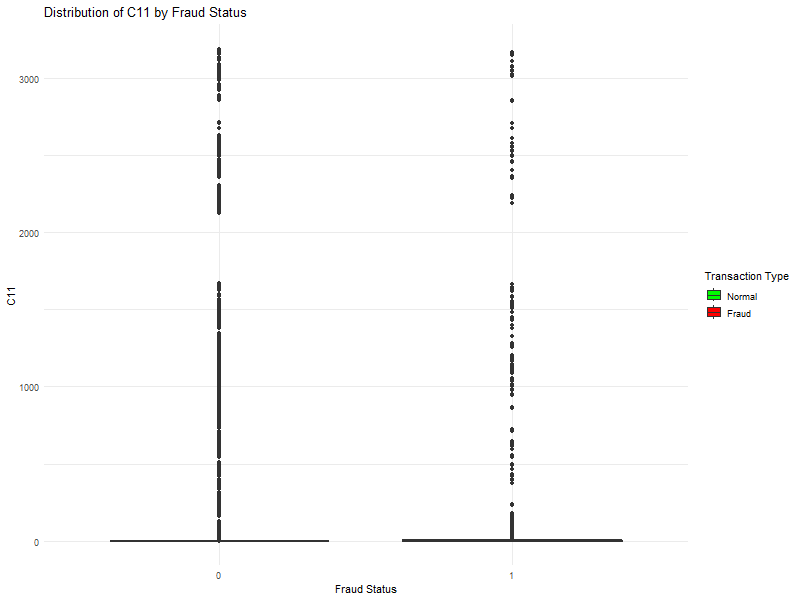 Distribution of C11 by Fraud Status
3000
2000
1000
0
C11
0
1
Fraud Status
Transaction Type
Normal
Fraud